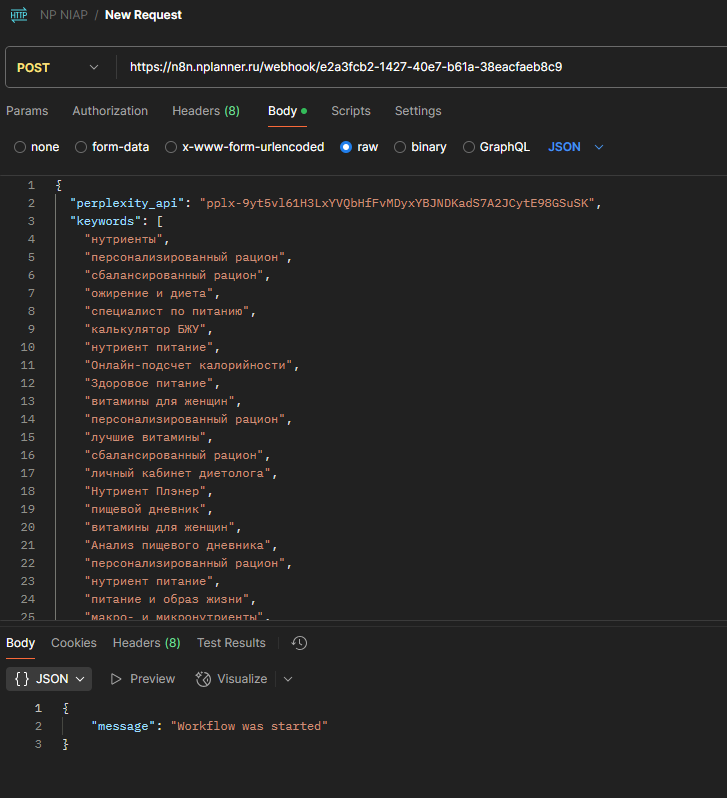 HTTP NP NIAP / New Request
POST https://n8n.nplanner.ru/webhook/e2a3fcb2-1427-40e7-b61a-38eacfaeb8c9
Params Authorization Headers (8) Body Scripts Settings
none form-data x-www-form-urlencoded raw binary GraphQL JSON
1 {
2 "perplexity_api": "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",
3 "keywords": [
4 "нутриенты",
5 "персонализированный рацион",
6 "сбалансированный рацион",
7 "ожирение и диета",
8 "специалист по питанию",
9 "калькулятор БЖУ",
10 "нутриент питание",
11 "Онлайн-подсчет калорийности",
12 "Здоровое питание",
13 "витамины для женщин",
14 "персонализированный рацион",
15 "лучшие витамины",
16 "сбалансированный рацион",
17 "личный кабинет диетолога",
18 "Нутриент Плэнер",
19 "пищевой дневник",
20 "витамины для женщин",
21 "Анализ пищевого дневника",
22 "персонализированный рацион",
23 "нутриент питание",
24 "питание и образ жизни",
25 "макро- и микронутриенты",
Body Cookies Headers (8) Test Results
{} JSON Preview Visualize
1 {
2 "message": "Workflow was started"
3 }